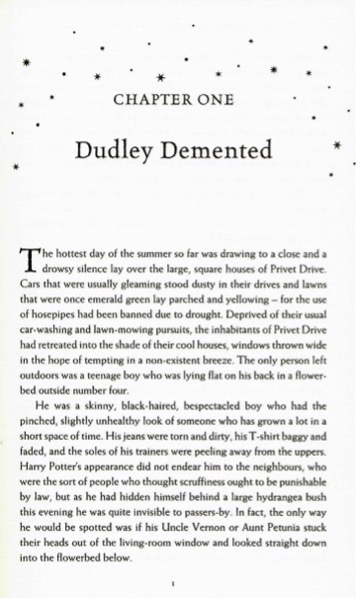 CHAPTER ONE
Dudley Demented
The hottest day of the summer so far was drawing to a close and a
drowsy silence lay over the large, square houses of Privet Drive.
Cars that were usually gleaming stood dusty in their drives and lawns
that were once emerald green lay parched and yellowing – for the use
of hosepipes had been banned due to drought. Deprived of their usual
car-washing and lawn-mowing pursuits, the inhabitants of Privet Drive
had retreated into the shade of their cool houses, windows thrown wide
in the hope of tempting in a non-existent breeze. The only person left
outdoors was a teenage boy who was lying flat on his back in a flower-
bed outside number four.
He was a skinny, black-haired, bespectacled boy who had the
pinched, slightly unhealthy look of someone who has grown a lot in a
short space of time. His jeans were torn and dirty, his T-shirt baggy and
faded, and the soles of his trainers were peeling away from the uppers.
Harry Potter's appearance did not endear him to the neighbours, who
were the sort of people who thought scruffiness ought to be punishable
by law, but as he had hidden himself behind a large hydrangea bush
this evening he was quite invisible to passers-by. In fact, the only way
he would be spotted was if his Uncle Vernon or Aunt Petunia stuck
their heads out of the living-room window and looked straight down
into the flowerbed below.
1